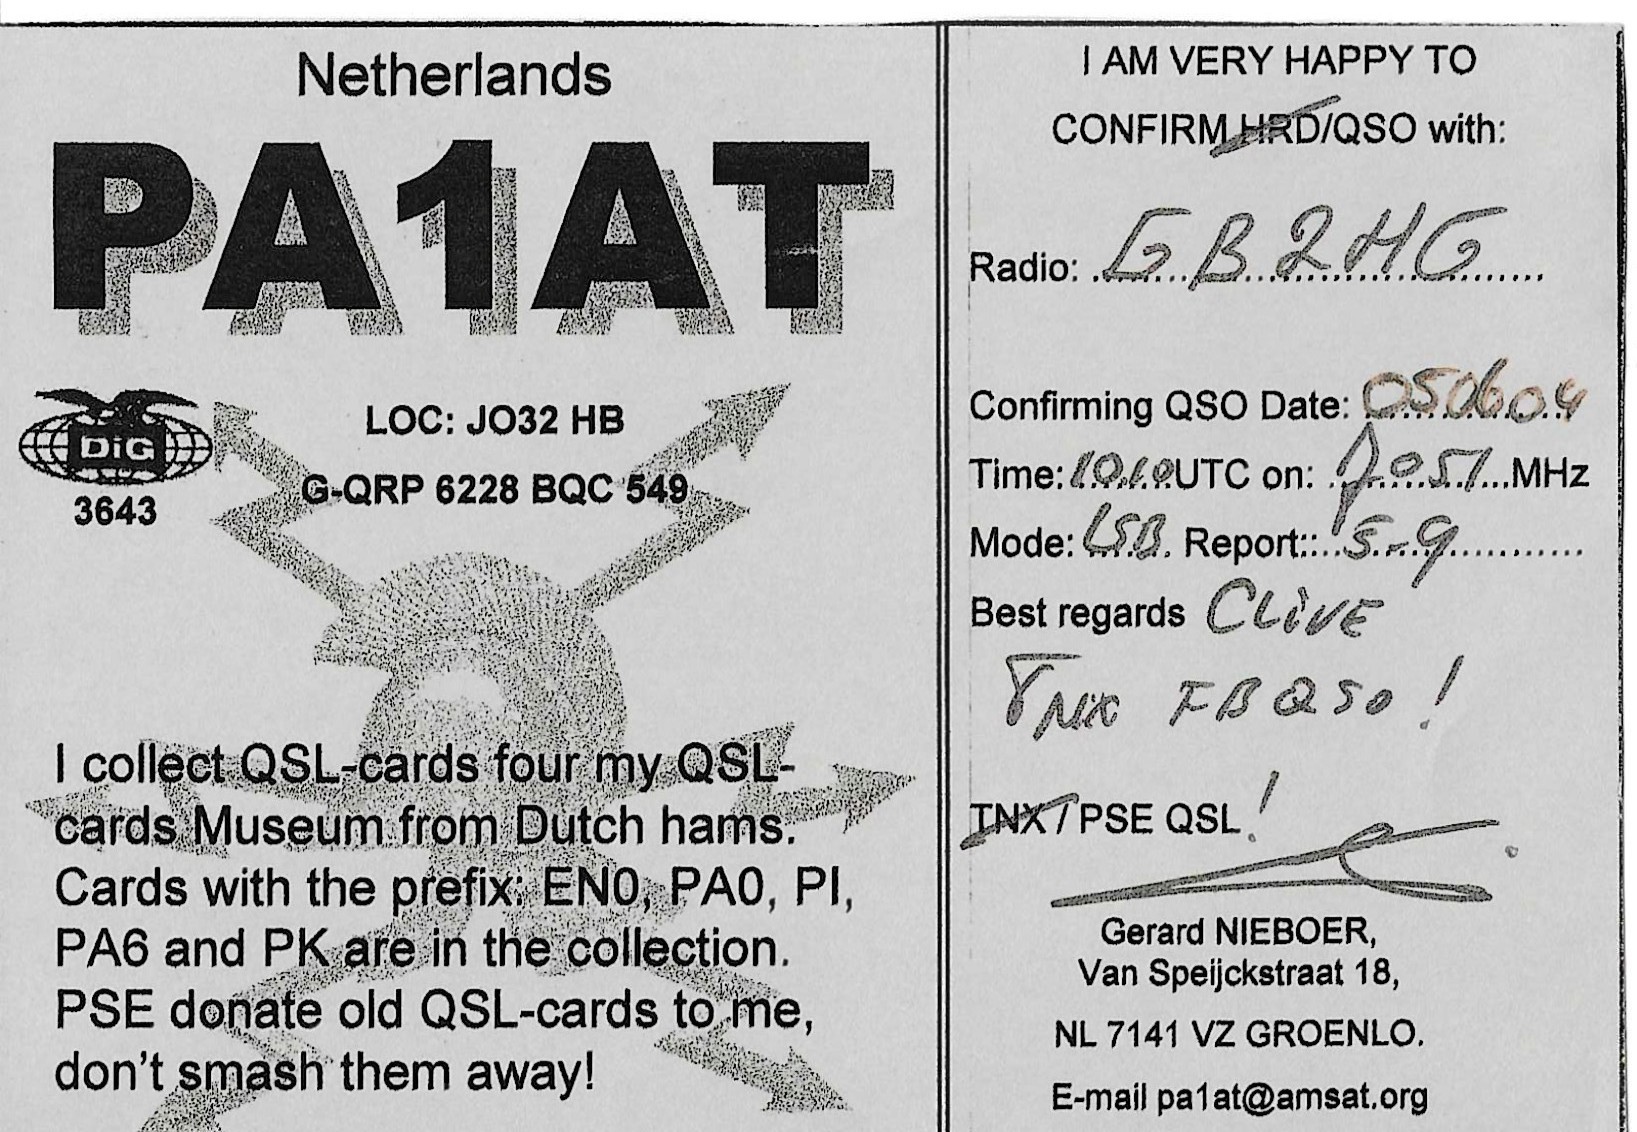 Netherlands
PA1AT
DiG
3643
LOC: JO32 HB
G-QRP 6228 BQC 549
I collect QSL-cards four my QSL-
cards Museum from Dutch hams.
Cards with the prefix: EN0, PA0, PI,
PA6 and PK are in the collection.
PSE donate old QSL-cards to me,
don't smash them away!
I AM VERY HAPPY TO
CONFIRM HRD/QSO with:
Radio: GB2HG
Confirming QSO Date: 050604
Time: 1010 UTC on: 7.051 MHz
Mode: LSB. Report:: 5-9
Best regards CLIVE
TNX FB QSO!
TNX / PSE QSL!
Gerard NIEBOER,
Van Speijckstraat 18,
NL 7141 VZ GROENLO.
E-mail pa1at@amsat.org